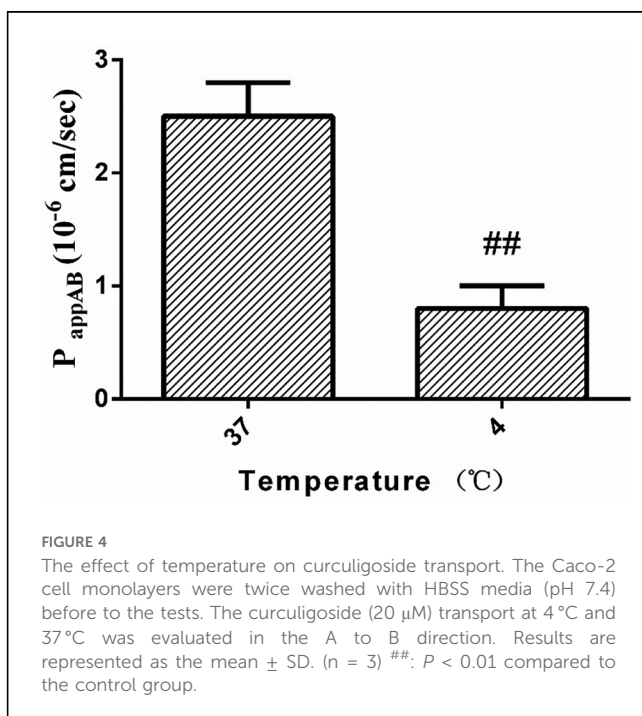 3
2
1
0
P appAB (10⁻⁶ cm/sec)
##
37
4
Temperature (℃)
FIGURE 4
The effect of temperature on curculigoside transport. The Caco-2
cell monolayers were twice washed with HBSS media (pH 7.4)
before to the tests. The curculigoside (20 μM) transport at 4 °C and
37 °C was evaluated in the A to B direction. Results are
represented as the mean ± SD. (n = 3) ##: P < 0.01 compared to
the control group.